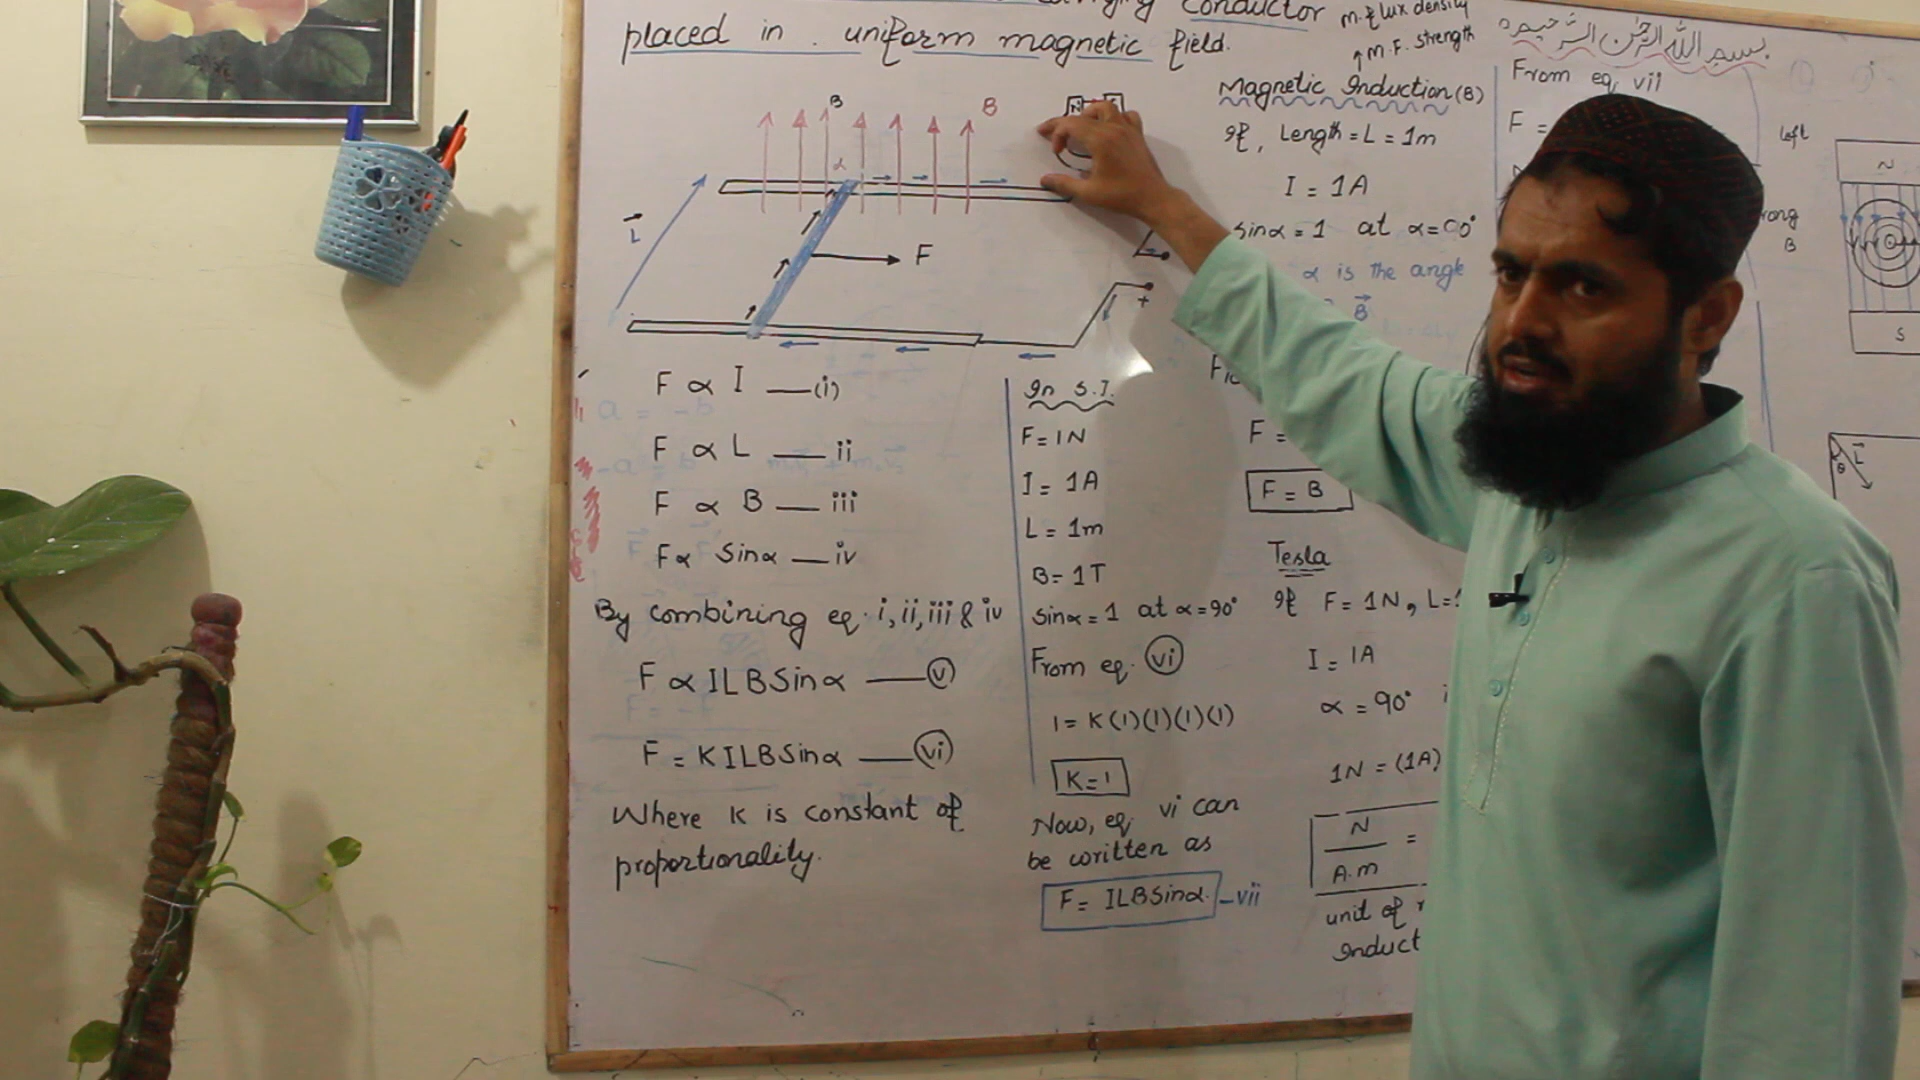 Carrying Conductor
placed in . uniform magnetic field.
B
B
α
L
F
+
F ∝ I —(i)
F ∝ L — ii
F ∝ B — iii
F∝ Sinα — iv
By combining eq. i, ii, iii & iv
F ∝ ILBSinα — (v)
F = KILBSinα — (vi)
Where K is constant of
proportionality.
In S.I.
F = 1N
I = 1A
L = 1m
B = 1T
Sinα = 1 at α = 90°
From eq. (vi)
1 = K(1)(1)(1)(1)
K=1
Now, eq vi can
be written as
F = ILBSinα. — vii
m. flux density
↑ M.F. strength
Magnetic Induction (B)
If, Length = L = 1m
I = 1A
Sinα = 1 at α=90°
α is the angle
B
F =
F = B
Tesla
If F = 1N, L=1
I = 1A
α = 90°
1N = (1A)
N
A.m
=
unit of
Induct
بسم الله الرحمن الرحيم
From eq vii
F =
left
N
B
S
L
θ